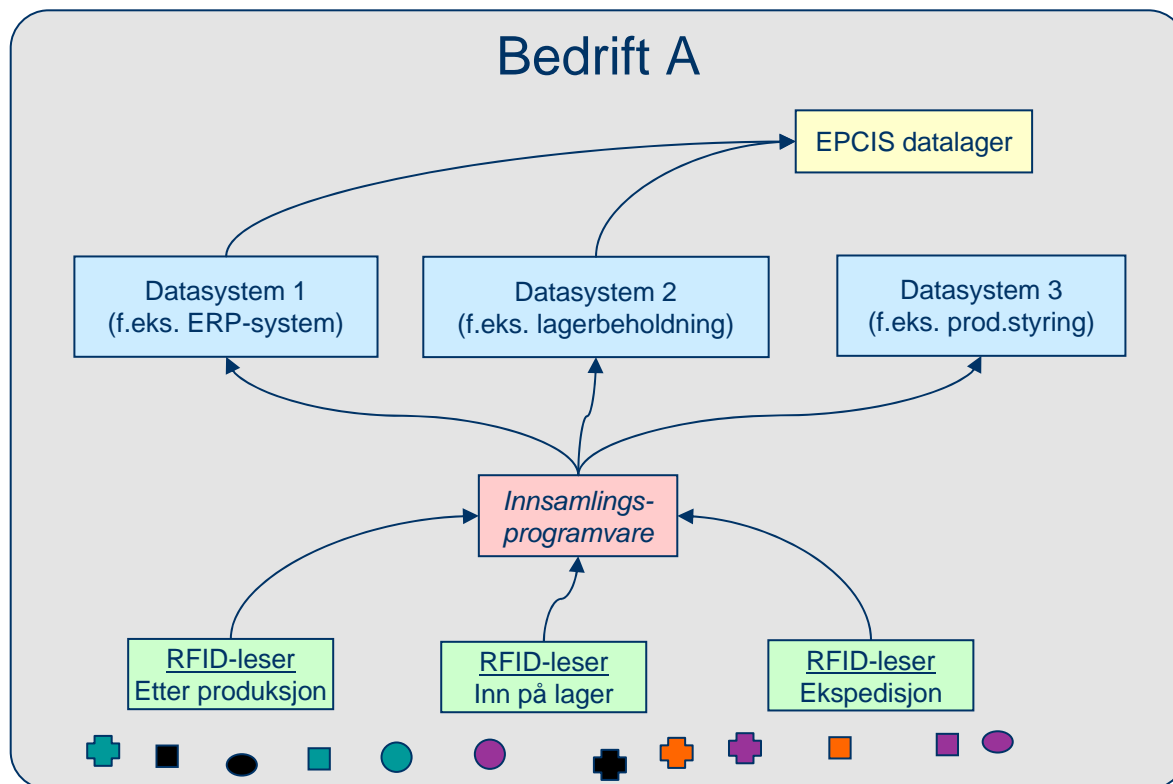 Bedrift A
EPCIS datalager
Datasystem 1
(f.eks. ERP-system)
Datasystem 2
(f.eks. lagerbeholdning)
Datasystem 3
(f.eks. prod.styring)
Innsamlings-
programvare
RFID-leser
Etter produksjon
RFID-leser
Inn på lager
RFID-leser
Ekspedisjon